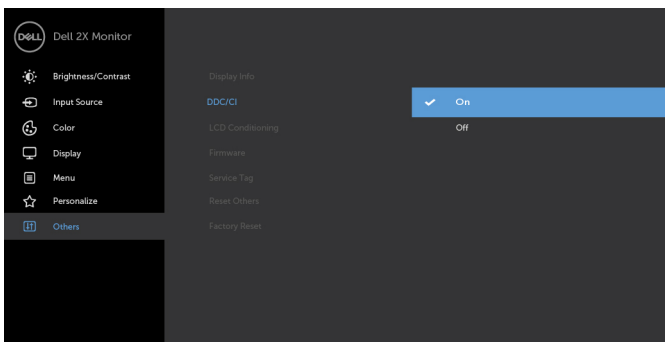 DELL Dell 2X Monitor
Brightness/Contrast Display Info
Input Source DDC/CI On
Color LCD Conditioning Off
Display Firmware
Menu Service Tag
Personalize Reset Others
Others Factory Reset